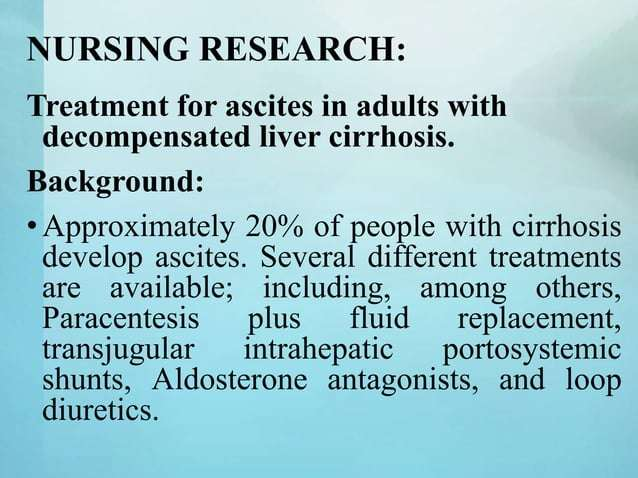 NURSING RESEARCH:
Treatment for ascites in adults with
decompensated liver cirrhosis.
Background:
• Approximately 20% of people with cirrhosis
develop ascites. Several different treatments
are available; including, among others,
Paracentesis plus fluid replacement,
transjugular intrahepatic portosystemic
shunts, Aldosterone antagonists, and loop
diuretics.